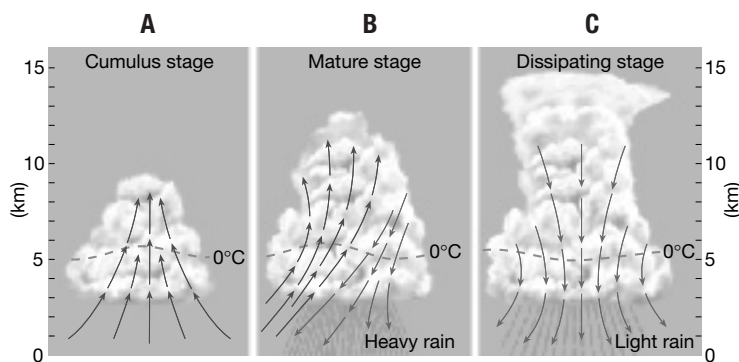 A B C
Cumulus stage Mature stage Dissipating stage
15 15
10 10
(km) (km)
0°C 0°C 0°C
5 5
Heavy rain Light rain
0 0